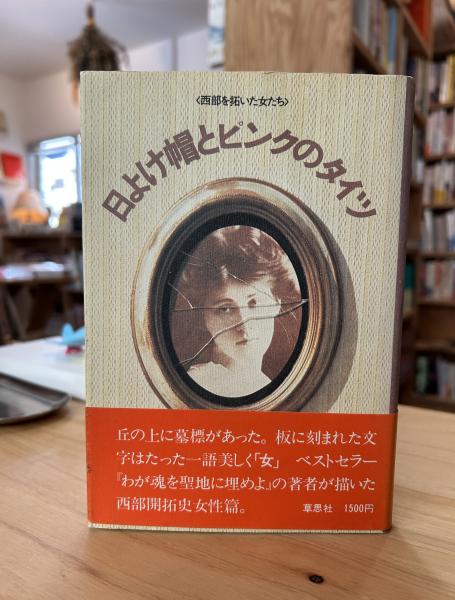 〈西部を拓いた女たち〉
日よけ帽とピンクのタイツ
丘の上に墓標があった。板に刻まれた文
字はたった一語美しく「女」　ベストセラー
『わが魂を聖地に埋めよ』の著者が描いた
西部開拓史女性篇。
草思社　1500円